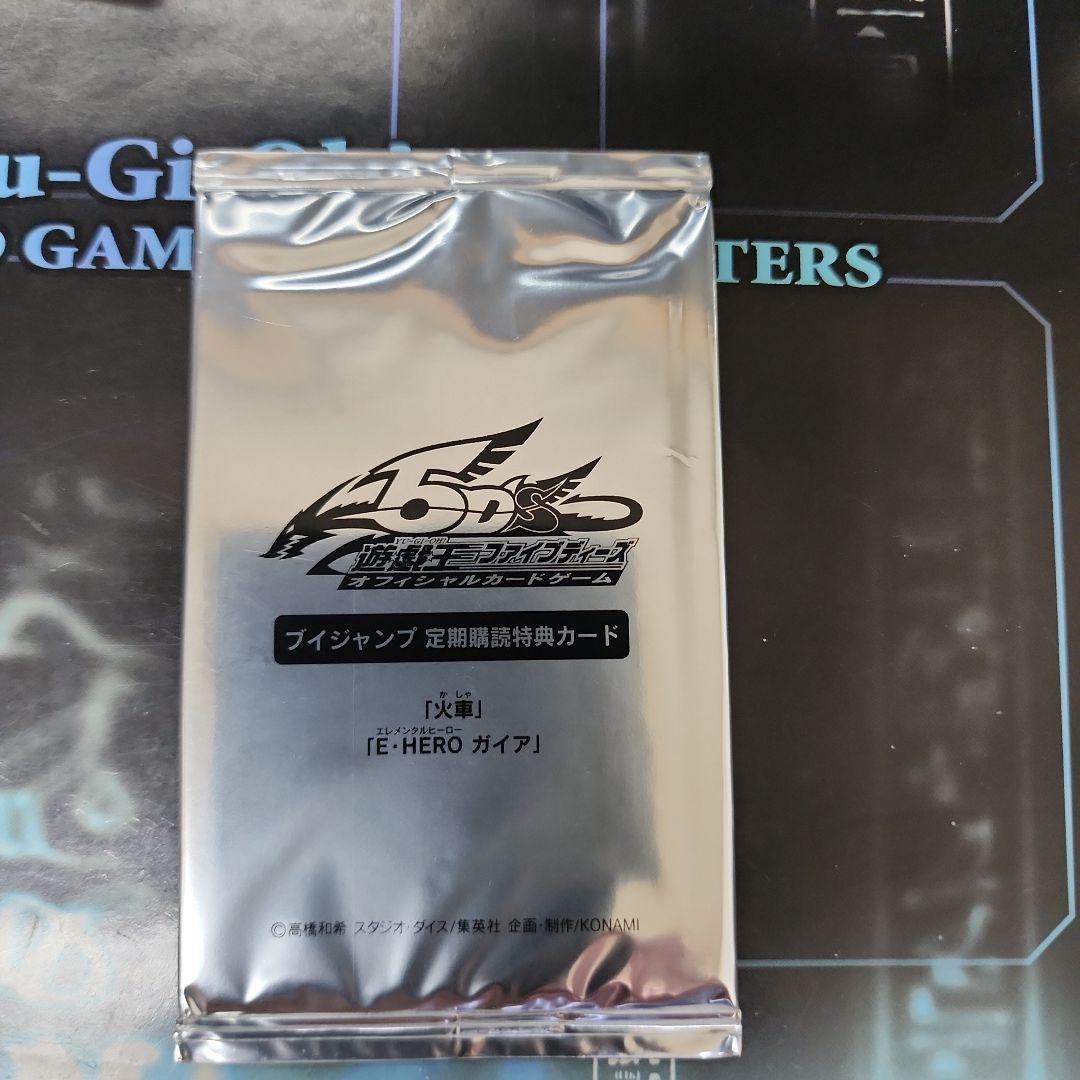 u-Gi-Oh!
GAM
TERS
5D's
YU-GI-OH!
遊戯王ファイブディーズ
オフィシャルカードゲーム
ブイジャンプ 定期購読特典カード
かしゃ
「火車」
エレメンタルヒーロー
「E・HERO ガイア」
©高橋和希 スタジオ・ダイス/集英社 企画・制作/KONAMI